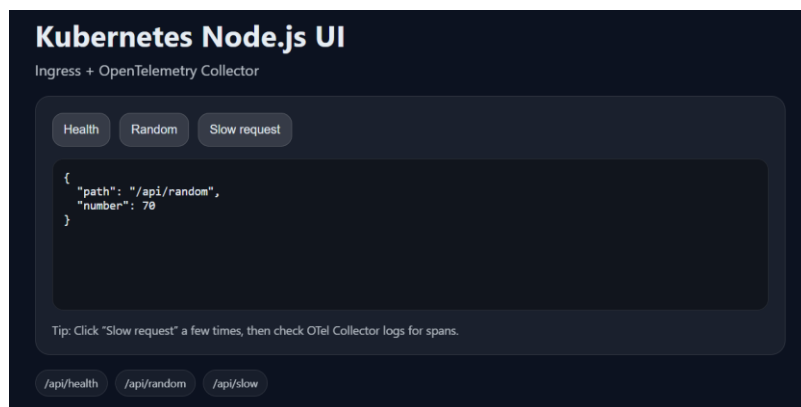 Kubernetes Node.js UI
Ingress + OpenTelemetry Collector
Health Random Slow request
{
  "path": "/api/random",
  "number": 70
}
Tip: Click “Slow request” a few times, then check OTel Collector logs for spans.
/api/health /api/random /api/slow